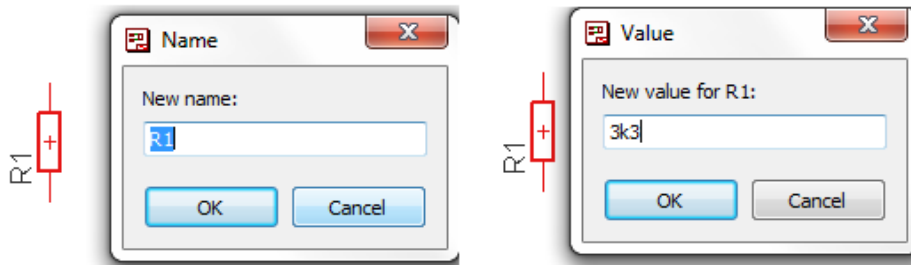 Name
New name:
R1
OK Cancel
R1
Value
New value for R1:
3k3
OK Cancel
R1